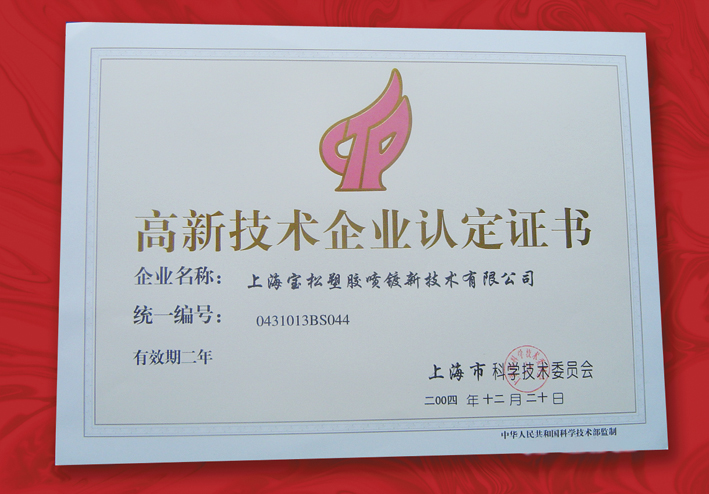 高新技术企业认定证书
企业名称： 上海宝松塑胶喷镀新技术有限公司
统一编号： 0431013BS044
有效期二年
上海市科学技术委员会
二00四 年 十二 月 二十 日
中华人民共和国科学技术部监制